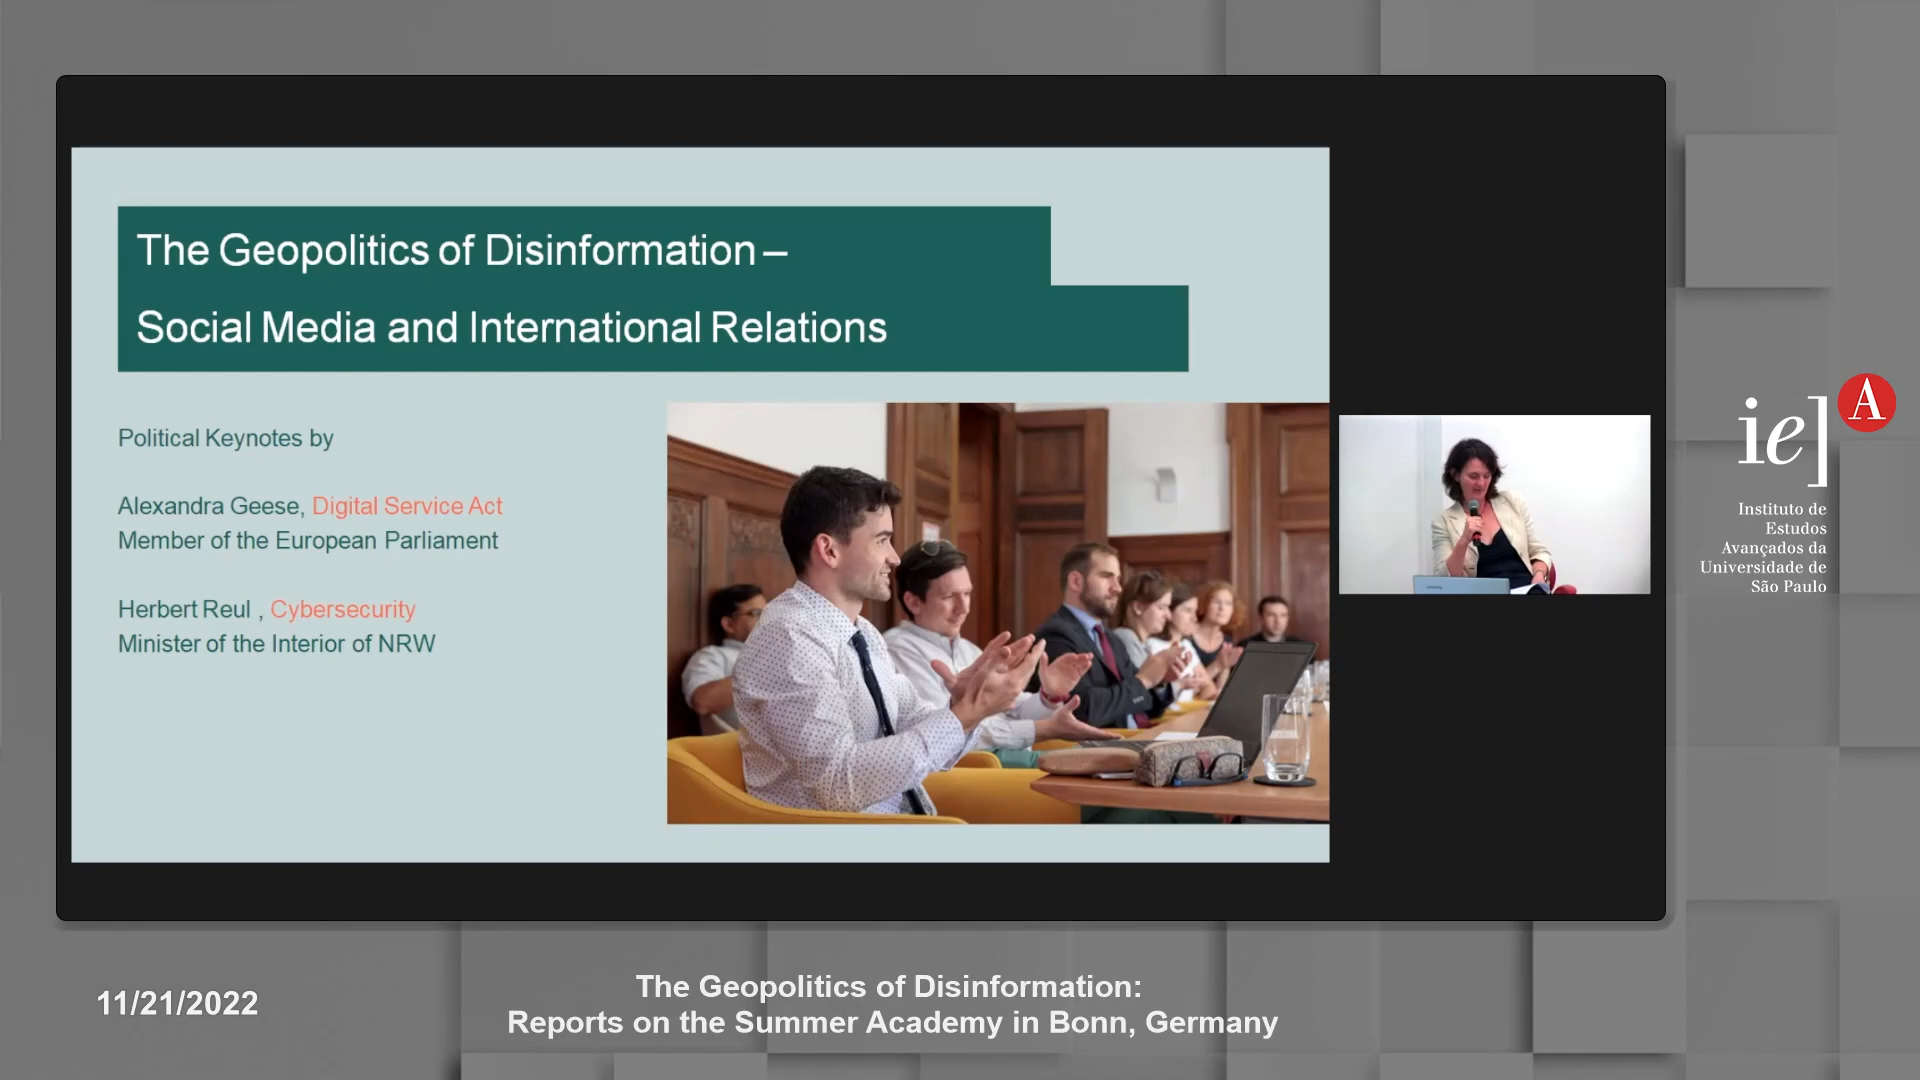 The Geopolitics of Disinformation –
Social Media and International Relations
Political Keynotes by
Alexandra Geese, Digital Service Act
Member of the European Parliament
Herbert Reul , Cybersecurity
Minister of the Interior of NRW
ie] A
Instituto de
Estudos
Avançados da
Universidade de
São Paulo
11/21/2022
The Geopolitics of Disinformation:
Reports on the Summer Academy in Bonn, Germany